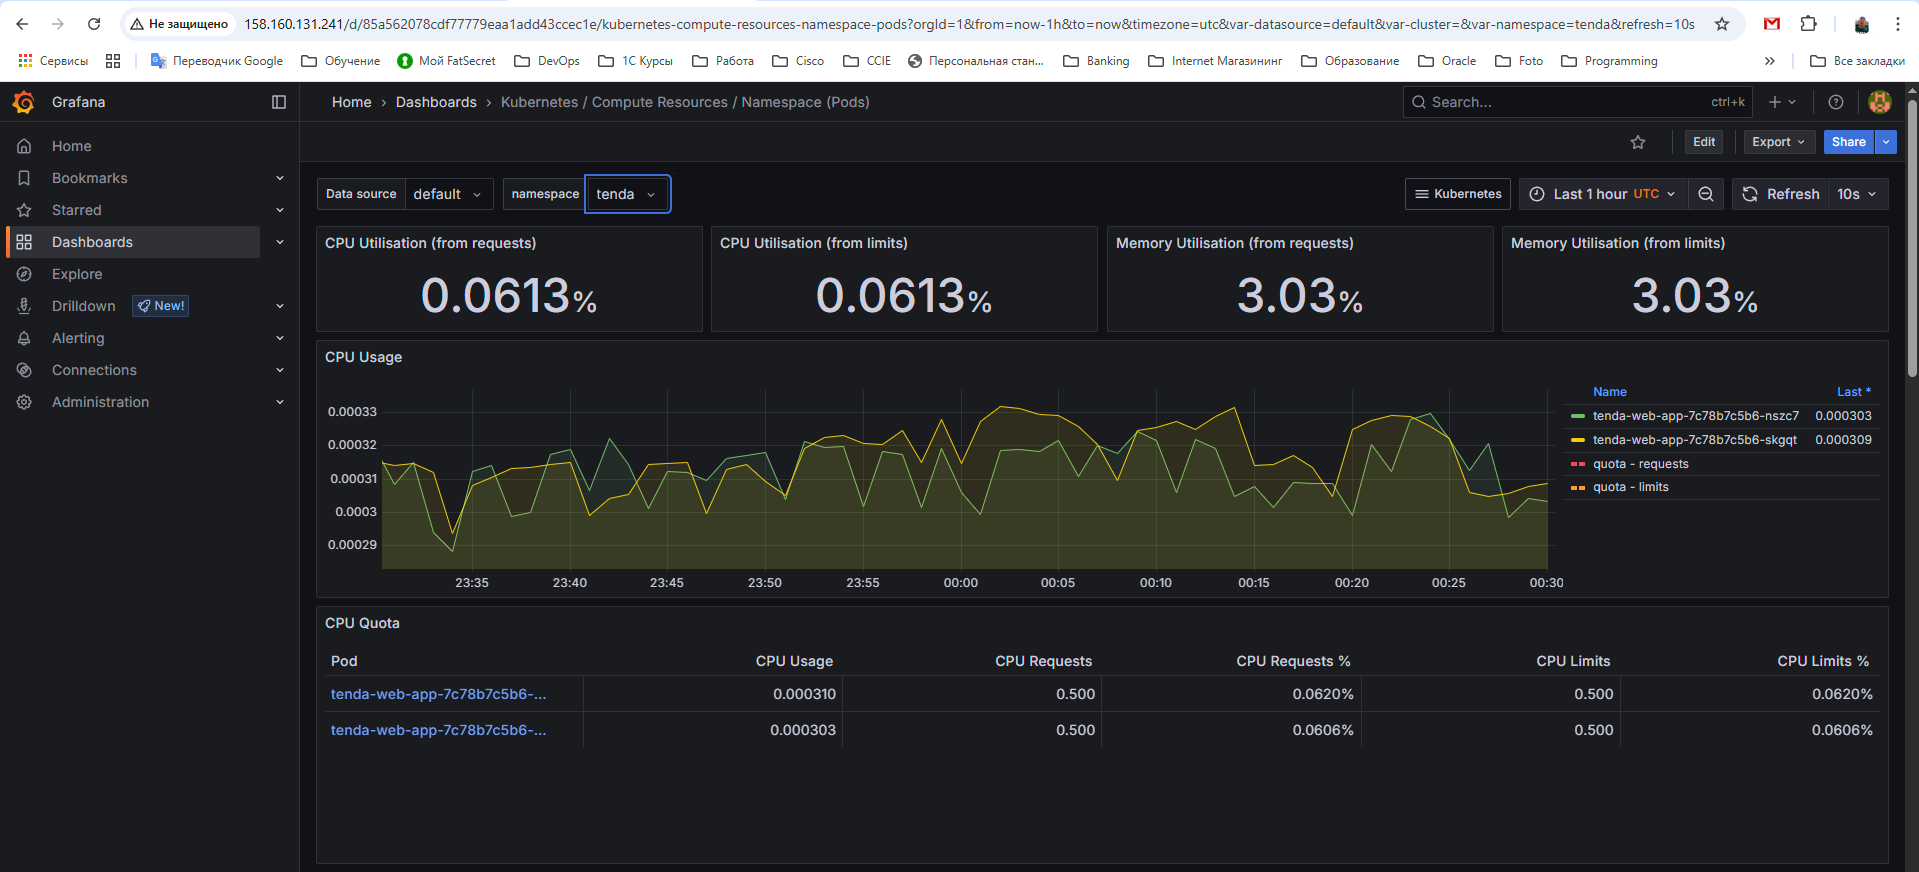 Не защищено 158.160.131.241/d/85a562078cdf77779eaa1add43ccec1e/kubernetes-compute-resources-namespace-pods?orgId=1&from=now-1h&to=now&timezone=utc&var-datasource=default&var-cluster=&var-namespace=tenda&refresh=10s
Сервисы Переводчик Google Обучение Мой FatSecret DevOps 1С Курсы Работа Cisco CCIE Персональная стан... Banking Internet Магазининг Образование Oracle Foto Programming » Все закладки
Grafana
Home › Dashboards › Kubernetes / Compute Resources / Namespace (Pods)
Search... ctrl+k
Edit Export Share
Home
Bookmarks
Starred
Dashboards
Explore
Drilldown New!
Alerting
Connections
Administration
Data source default namespace tenda Kubernetes Last 1 hour UTC Refresh 10s
CPU Utilisation (from requests)
0.0613%
CPU Utilisation (from limits)
0.0613%
Memory Utilisation (from requests)
3.03%
Memory Utilisation (from limits)
3.03%
CPU Usage
0.00033
0.00032
0.00031
0.0003
0.00029
23:35 23:40 23:45 23:50 23:55 00:00 00:05 00:10 00:15 00:20 00:25 00:30
Name Last *
tenda-web-app-7c78b7c5b6-nszc7 0.000303
tenda-web-app-7c78b7c5b6-skgqt 0.000309
quota - requests
quota - limits
CPU Quota
Pod CPU Usage CPU Requests CPU Requests % CPU Limits CPU Limits %
tenda-web-app-7c78b7c5b6-... 0.000310 0.500 0.0620% 0.500 0.0620%
tenda-web-app-7c78b7c5b6-... 0.000303 0.500 0.0606% 0.500 0.0606%